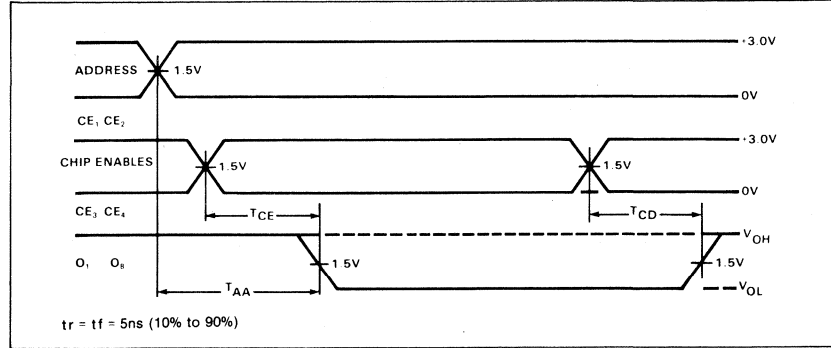 +3.0V
ADDRESS
1.5V
0V
CE₁ CE₂
+3.0V
CHIP ENABLES
1.5V
1.5V
0V
CE₃ CE₄
TCE
TCD
VOH
O₁ O₈
1.5V
1.5V
TAA
VOL
tr = tf = 5ns (10% to 90%)